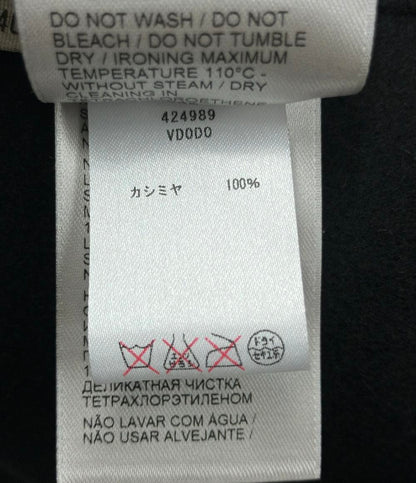 DO NOT WASH / DO NOT
BLEACH / DO NOT TUMBLE
DRY / IRONING MAXIMUM
TEMPERATURE 110°C -
WITHOUT STEAM / DRY
CLEANING IN
424989
VDODO
カシミヤ 100%
ドライ
セキユ系
ДЕЛИКАТНАЯ ЧИСТКА
ТЕТРАХЛОРЭТИЛЕНОМ
NÃO LAVAR COM ÁGUA /
NÃO USAR ALVEJANTE /